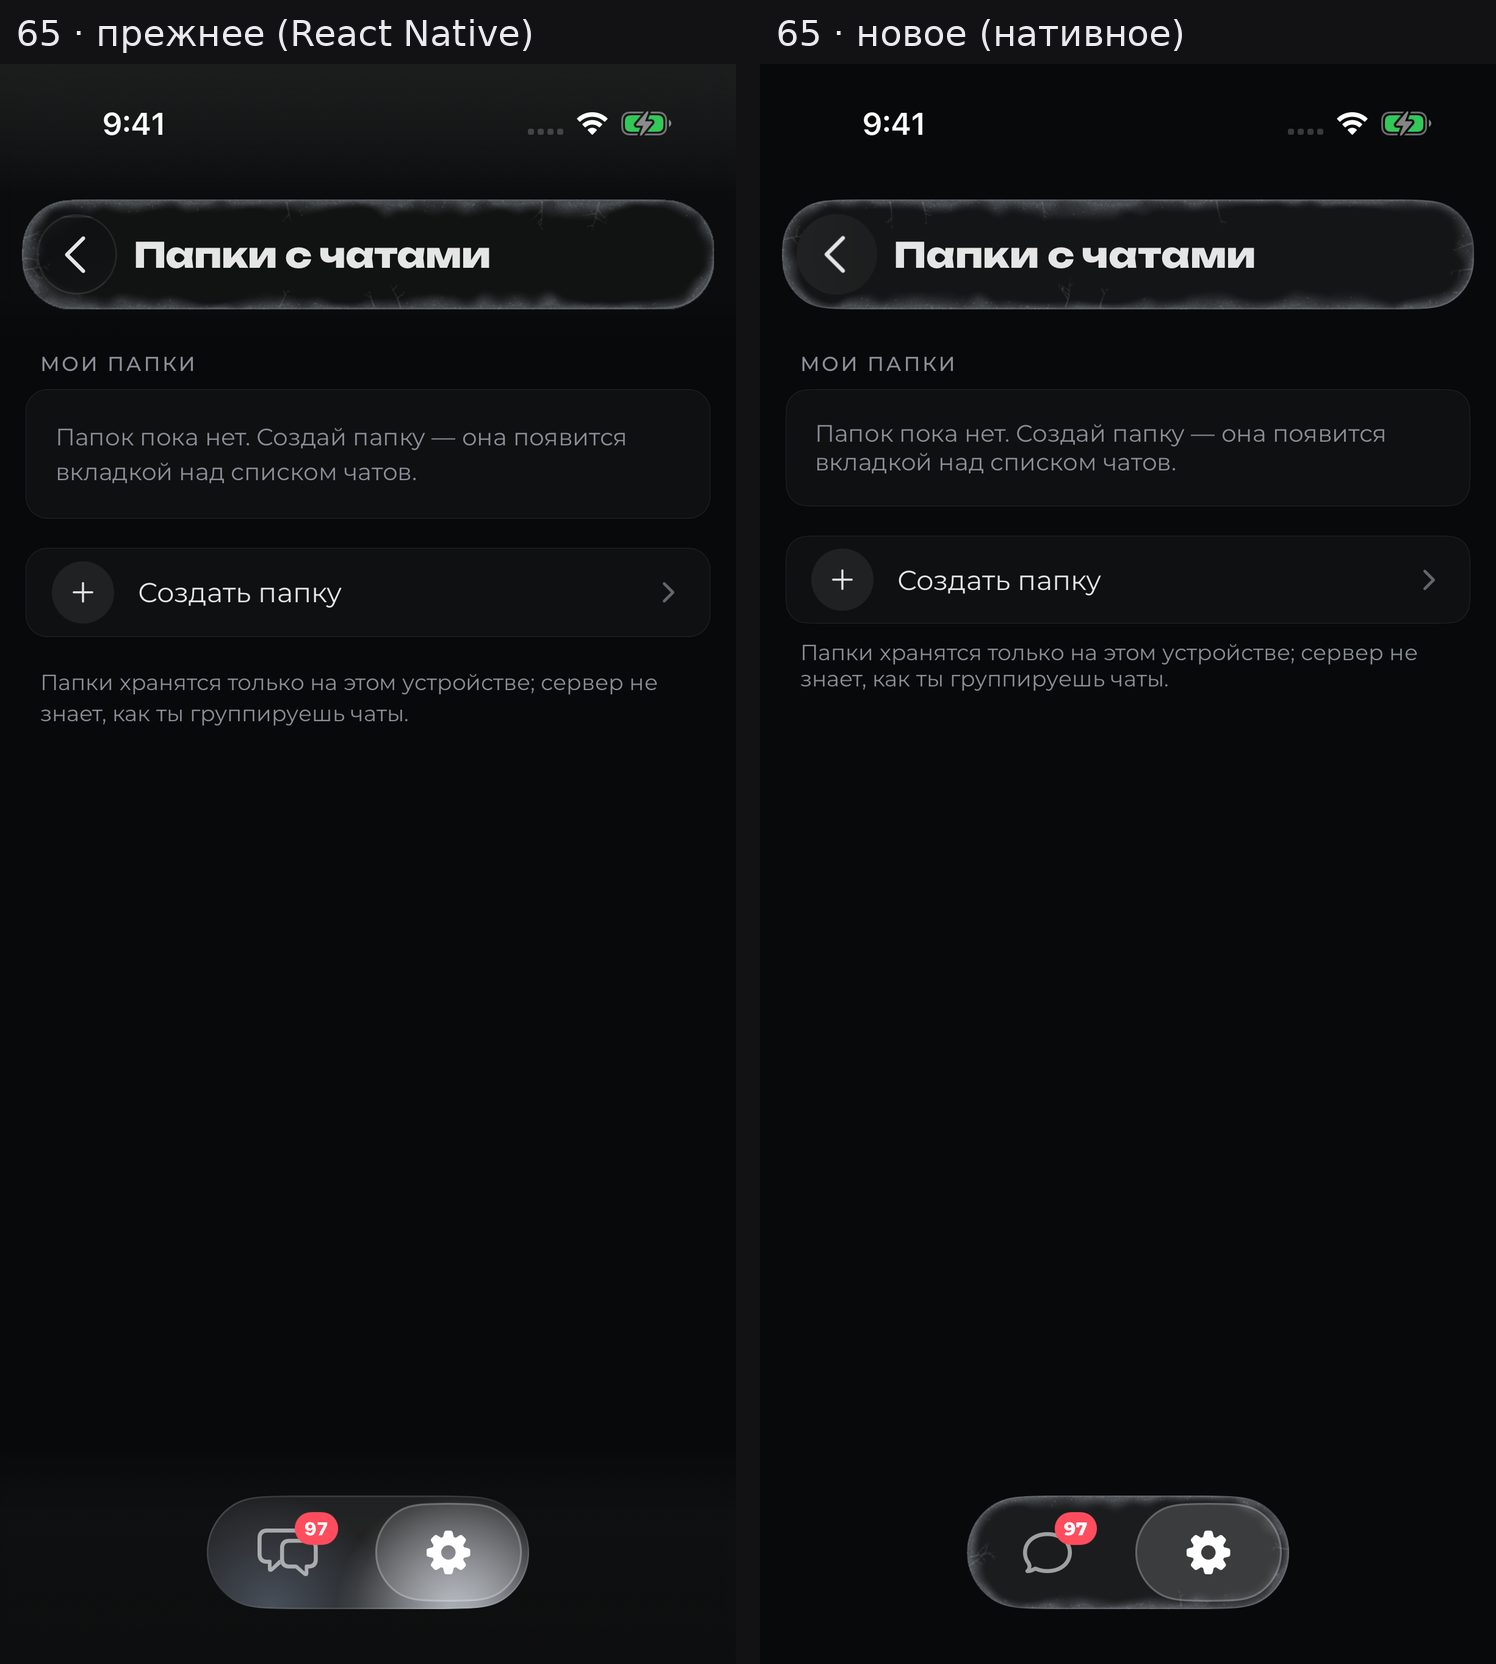 65 · прежнее (React Native)
9:41
Папки с чатами
МОИ ПАПКИ
Папок пока нет. Создай папку — она появится
вкладкой над списком чатов.
Создать папку
Папки хранятся только на этом устройстве; сервер не
знает, как ты группируешь чаты.
97
65 · новое (нативное)
9:41
Папки с чатами
МОИ ПАПКИ
Папок пока нет. Создай папку — она появится
вкладкой над списком чатов.
Создать папку
Папки хранятся только на этом устройстве; сервер не
знает, как ты группируешь чаты.
97